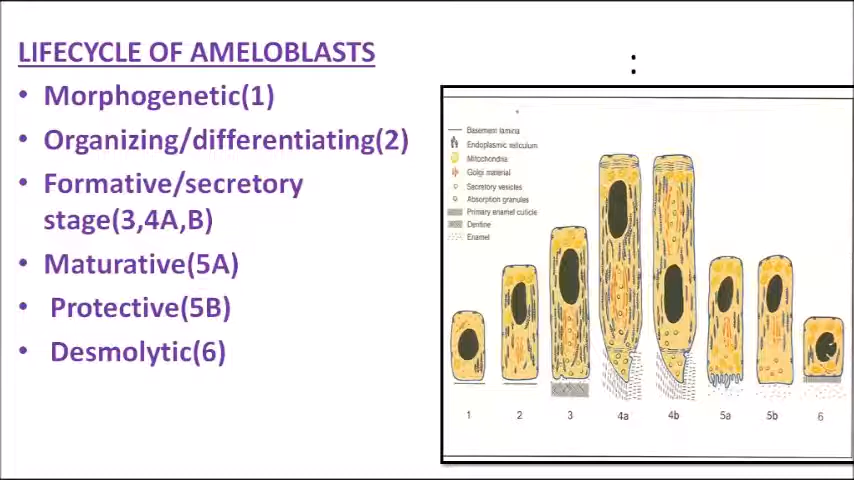 LIFECYCLE OF AMELOBLASTS
• Morphogenetic(1)
• Organizing/differentiating(2)
• Formative/secretory
stage(3,4A,B)
• Maturative(5A)
• Protective(5B)
• Desmolytic(6)
:
Basement lamina
Endoplasmic reticulum
Mitochondria
Golgi material
Secretory vesicles
Absorption granules
Primary enamel cuticle
Dentine
Enamel
1 2 3 4a 4b 5a 5b 6